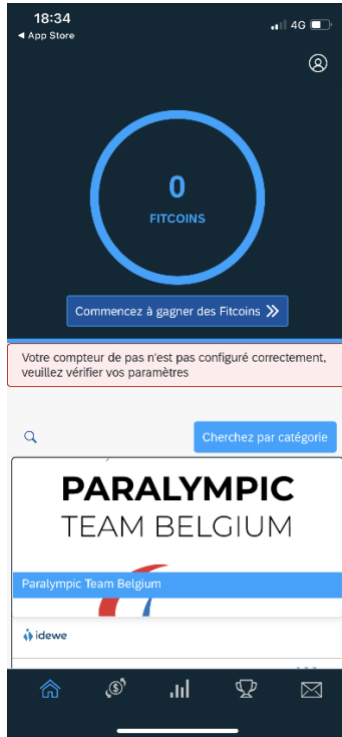 18:34
◀ App Store
4G
0
FITCOINS
Commencez à gagner des Fitcoins
Votre compteur de pas n'est pas configuré correctement,
veuillez vérifier vos paramètres
Cherchez par catégorie
PARALYMPIC
TEAM BELGIUM
Paralympic Team Belgium
idewe